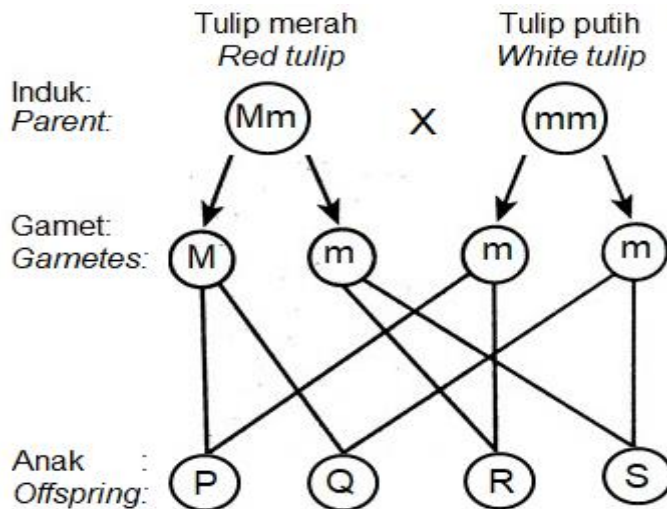 Tulip merah
Red tulip
Tulip putih
White tulip
Induk:
Parent:
Mm
X
mm
Gamet:
Gametes:
M
m
m
m
Anak :
Offspring:
P
Q
R
S